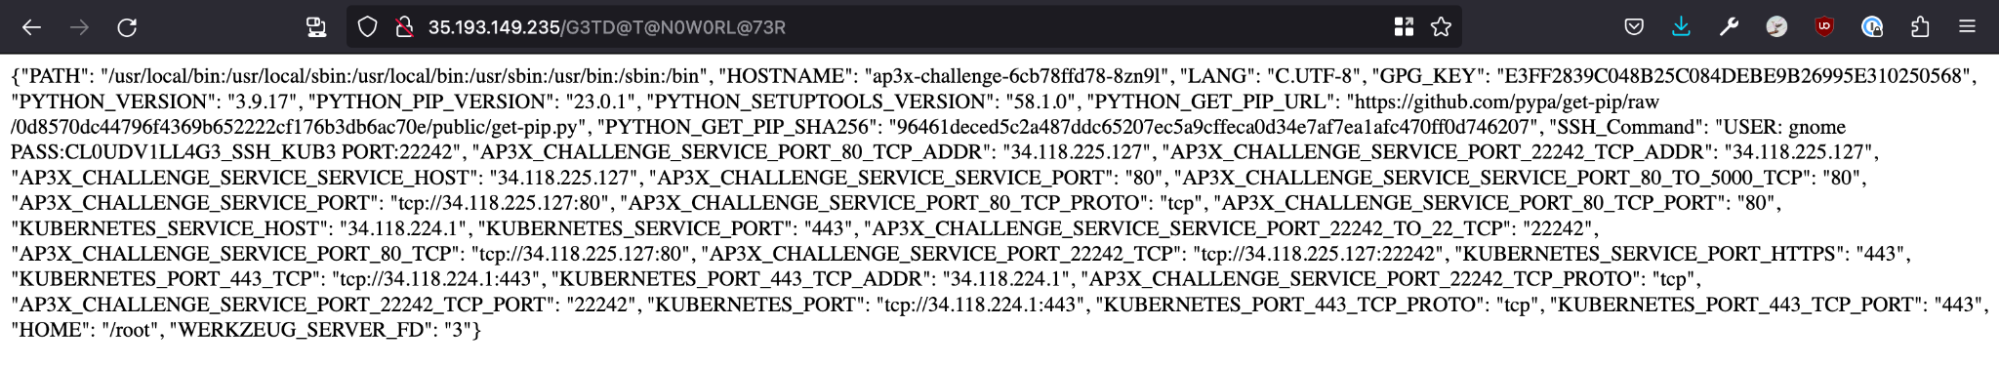 35.193.149.235/G3TD@T@N0W0RL@73R
{"PATH": "/usr/local/bin:/usr/local/sbin:/usr/local/bin:/usr/sbin:/usr/bin:/sbin:/bin", "HOSTNAME": "ap3x-challenge-6cb78ffd78-8zn9l", "LANG": "C.UTF-8", "GPG_KEY": "E3FF2839C048B25C084DEBE9B26995E310250568",
"PYTHON_VERSION": "3.9.17", "PYTHON_PIP_VERSION": "23.0.1", "PYTHON_SETUPTOOLS_VERSION": "58.1.0", "PYTHON_GET_PIP_URL": "https://github.com/pypa/get-pip/raw
/0d8570dc44796f4369b652222cf176b3db6ac70e/public/get-pip.py", "PYTHON_GET_PIP_SHA256": "96461deced5c2a487ddc65207ec5a9cffeca0d34e7af7ea1afc470ff0d746207", "SSH_Command": "USER: gnome
PASS:CL0UDV1LL4G3_SSH_KUB3 PORT:22242", "AP3X_CHALLENGE_SERVICE_PORT_80_TCP_ADDR": "34.118.225.127", "AP3X_CHALLENGE_SERVICE_PORT_22242_TCP_ADDR": "34.118.225.127",
"AP3X_CHALLENGE_SERVICE_SERVICE_HOST": "34.118.225.127", "AP3X_CHALLENGE_SERVICE_SERVICE_PORT": "80", "AP3X_CHALLENGE_SERVICE_SERVICE_PORT_80_TO_5000_TCP": "80",
"AP3X_CHALLENGE_SERVICE_PORT": "tcp://34.118.225.127:80", "AP3X_CHALLENGE_SERVICE_PORT_80_TCP_PROTO": "tcp", "AP3X_CHALLENGE_SERVICE_PORT_80_TCP_PORT": "80",
"KUBERNETES_SERVICE_HOST": "34.118.224.1", "KUBERNETES_SERVICE_PORT": "443", "AP3X_CHALLENGE_SERVICE_SERVICE_PORT_22242_TO_22_TCP": "22242",
"AP3X_CHALLENGE_SERVICE_PORT_80_TCP": "tcp://34.118.225.127:80", "AP3X_CHALLENGE_SERVICE_PORT_22242_TCP": "tcp://34.118.225.127:22242", "KUBERNETES_SERVICE_PORT_HTTPS": "443",
"KUBERNETES_PORT_443_TCP": "tcp://34.118.224.1:443", "KUBERNETES_PORT_443_TCP_ADDR": "34.118.224.1", "AP3X_CHALLENGE_SERVICE_PORT_22242_TCP_PROTO": "tcp",
"AP3X_CHALLENGE_SERVICE_PORT_22242_TCP_PORT": "22242", "KUBERNETES_PORT": "tcp://34.118.224.1:443", "KUBERNETES_PORT_443_TCP_PROTO": "tcp", "KUBERNETES_PORT_443_TCP_PORT": "443",
"HOME": "/root", "WERKZEUG_SERVER_FD": "3"}